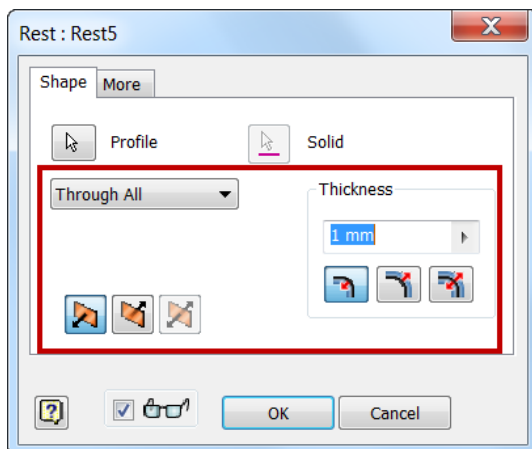 Rest : Rest5
Shape More
Profile Solid
Through All
Thickness
1 mm
OK Cancel